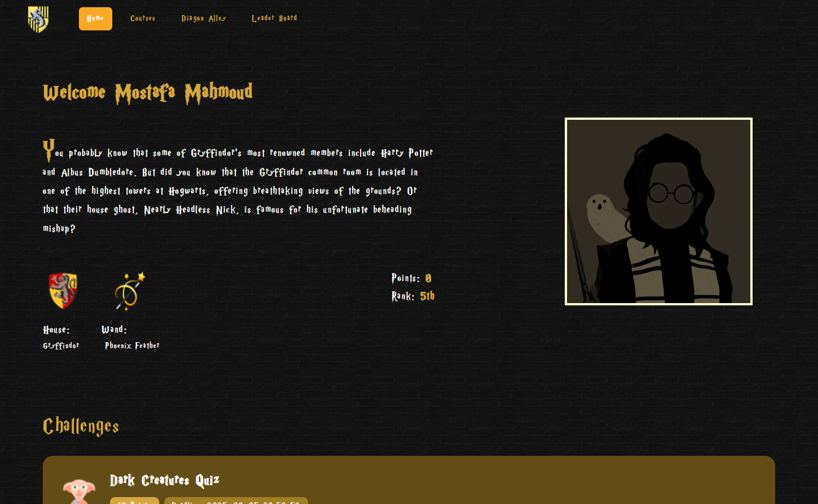 Home Courses Diagon Alley Leader Board
Welcome Mostafa Mahmoud
You probably know that some of Gryffindor's most renowned members include Harry Potter
and Albus Dumbledore. But did you know that the Gryffindor common room is located in
one of the highest towers at Hogwarts, offering breathtaking views of the grounds? Or
that their house ghost, Nearly Headless Nick, is famous for his unfortunate beheading
mishap?
Points: 0
Rank: 5th
House: Wand:
Gryffindor Phoenix Feather
Challenges
Dark Creatures Quiz